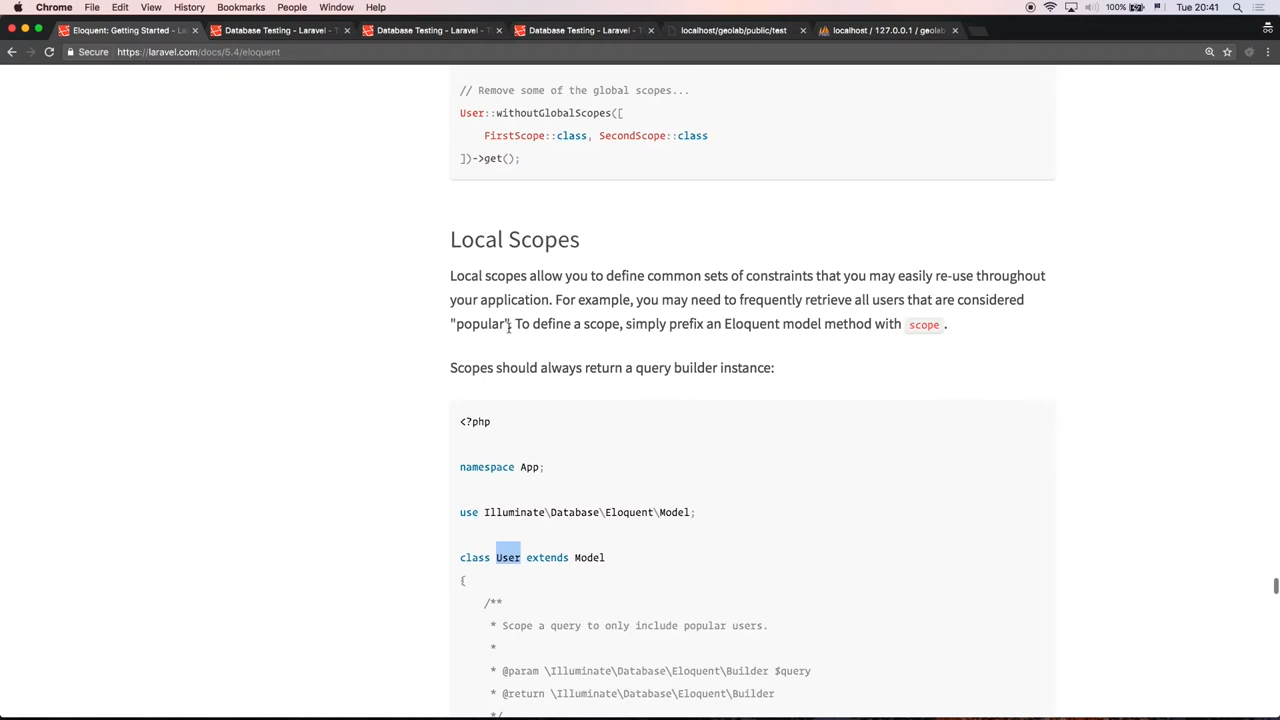 Chrome File Edit View History Bookmarks People Window Help 100% Tue 20:41
Eloquent: Getting Started - La Database Testing - Laravel - T Database Testing - Laravel - T Database Testing - Laravel - T localhost/geolab/public/test localhost / 127.0.0.1 / geolab
Secure https://laravel.com/docs/5.4/eloquent
// Remove some of the global scopes...
User::withoutGlobalScopes([
FirstScope::class, SecondScope::class
])->get();
Local Scopes
Local scopes allow you to define common sets of constraints that you may easily re-use throughout
your application. For example, you may need to frequently retrieve all users that are considered
"popular". To define a scope, simply prefix an Eloquent model method with scope.
Scopes should always return a query builder instance:
<?php
namespace App;
use Illuminate\Database\Eloquent\Model;
class User extends Model
{
/**
* Scope a query to only include popular users.
*
* @param \Illuminate\Database\Eloquent\Builder $query
* @return \Illuminate\Database\Eloquent\Builder
*/